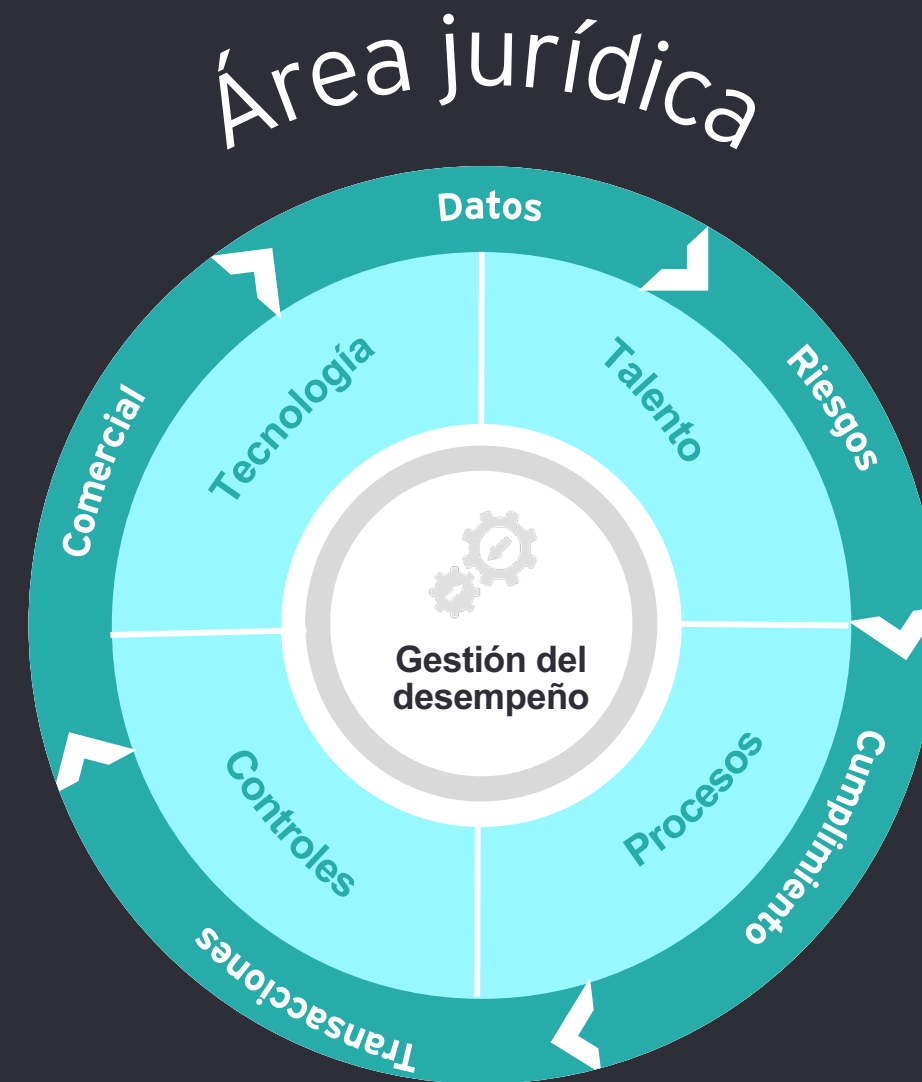 Área jurídica
Datos
Riesgos
Cumplimiento
Transacciones
Comercial
Tecnología
Talento
Procesos
Controles
Gestión del
desempeño